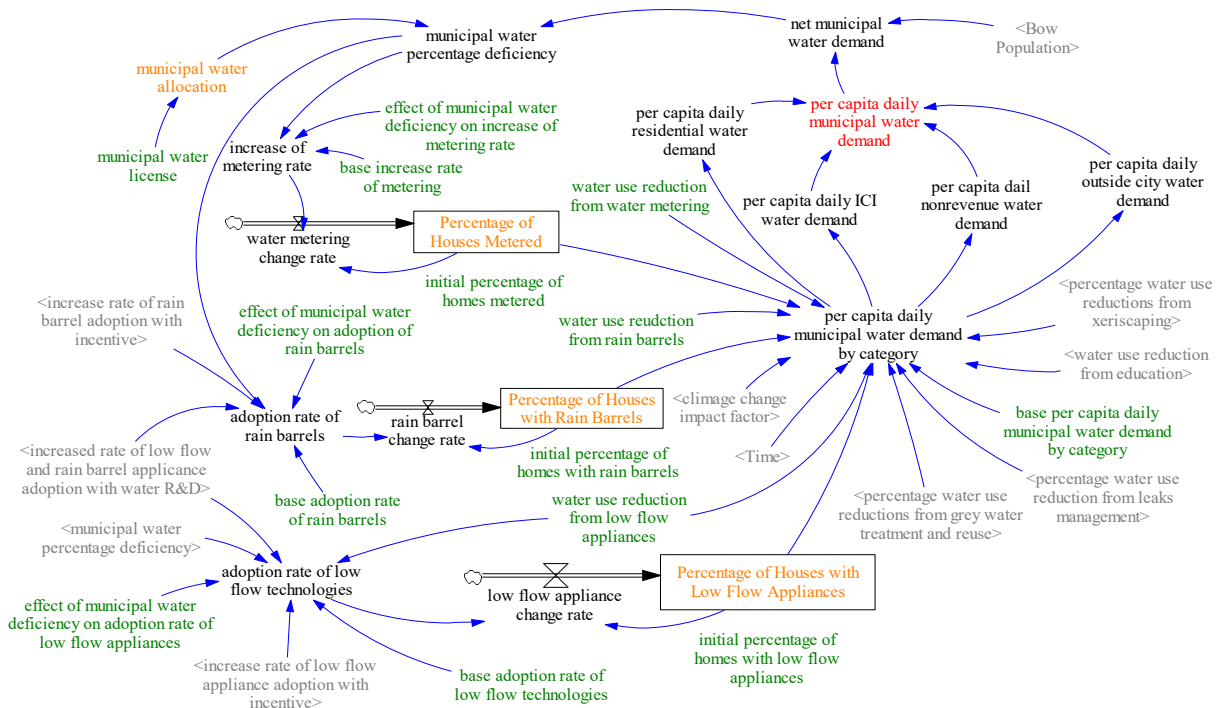 net municipal
water demand
<Bow
Population>
municipal water
percentage deficiency
municipal water
allocation
effect of municipal water
deficiency on increase of
metering rate
per capita daily
residential water
demand
per capita daily
municipal water
demand
municipal water
license
increase of
metering rate
base increase rate
of metering
per capita daily
outside city water
demand
water use reduction
from water metering
per capita daily ICI
water demand
per capita dail
nonrevenue water
demand
water metering
change rate
Percentage of
Houses Metered
initial percentage of
homes metered
<increase rate of rain
barrel adoption with
incentive>
effect of municipal water
deficiency on adoption of
rain barrels
water use reudction
from rain barrels
per capita daily
municipal water demand
by category
<percentage water use
reductions from
xeriscaping>
<water use reduction
from education>
adoption rate of
rain barrels
rain barrel
change rate
Percentage of Houses
with Rain Barrels
<climage change
impact factor>
base per capita daily
municipal water demand
by category
<increased rate of low flow
and rain barrel applicance
adoption with water R&D>
initial percentage of
homes with rain barrels
<Time>
<percentage water use
reduction from leaks
management>
base adoption rate
of rain barrels
water use reduction
from low flow
appliances
<percentage water use
reductions from grey water
treatment and reuse>
<municipal water
percentage deficiency>
adoption rate of low
flow technologies
low flow appliance
change rate
Percentage of Houses with
Low Flow Appliances
effect of municipal water
deficiency on adoption rate of
low flow appliances
<increase rate of low flow
appliance adoption with
incentive>
base adoption rate of
low flow technologies
initial percentage of
homes with low flow
appliances